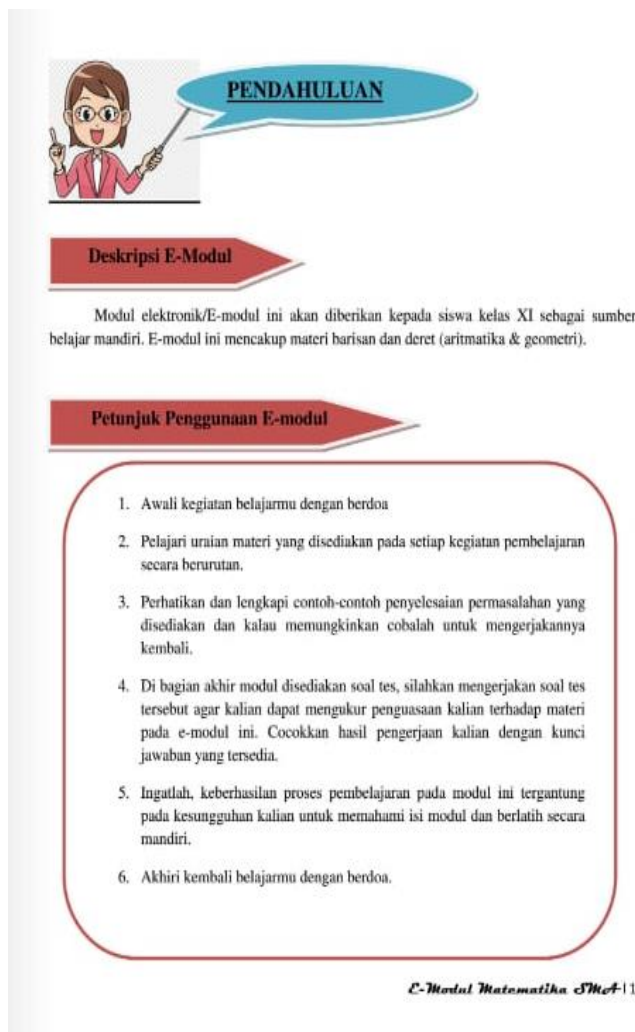 PENDAHULUAN
Deskripsi E-Modul
Modul elektronik/E-modul ini akan diberikan kepada siswa kelas XI sebagai sumber
belajar mandiri. E-modul ini mencakup materi barisan dan deret (aritmatika & geometri).
Petunjuk Penggunaan E-modul
1. Awali kegiatan belajarmu dengan berdoa
2. Pelajari uraian materi yang disediakan pada setiap kegiatan pembelajaran
secara berurutan.
3. Perhatikan dan lengkapi contoh-contoh penyelesaian permasalahan yang
disediakan dan kalau memungkinkan cobalah untuk mengerjakannya
kembali.
4. Di bagian akhir modul disediakan soal tes, silahkan mengerjakan soal tes
tersebut agar kalian dapat mengukur penguasaan kalian terhadap materi
pada e-modul ini. Cocokkan hasil pengerjaan kalian dengan kunci
jawaban yang tersedia.
5. Ingatlah, keberhasilan proses pembelajaran pada modul ini tergantung
pada kesungguhan kalian untuk memahami isi modul dan berlatih secara
mandiri.
6. Akhiri kembali belajarmu dengan berdoa.
E-Modul Matematika SMA | 1